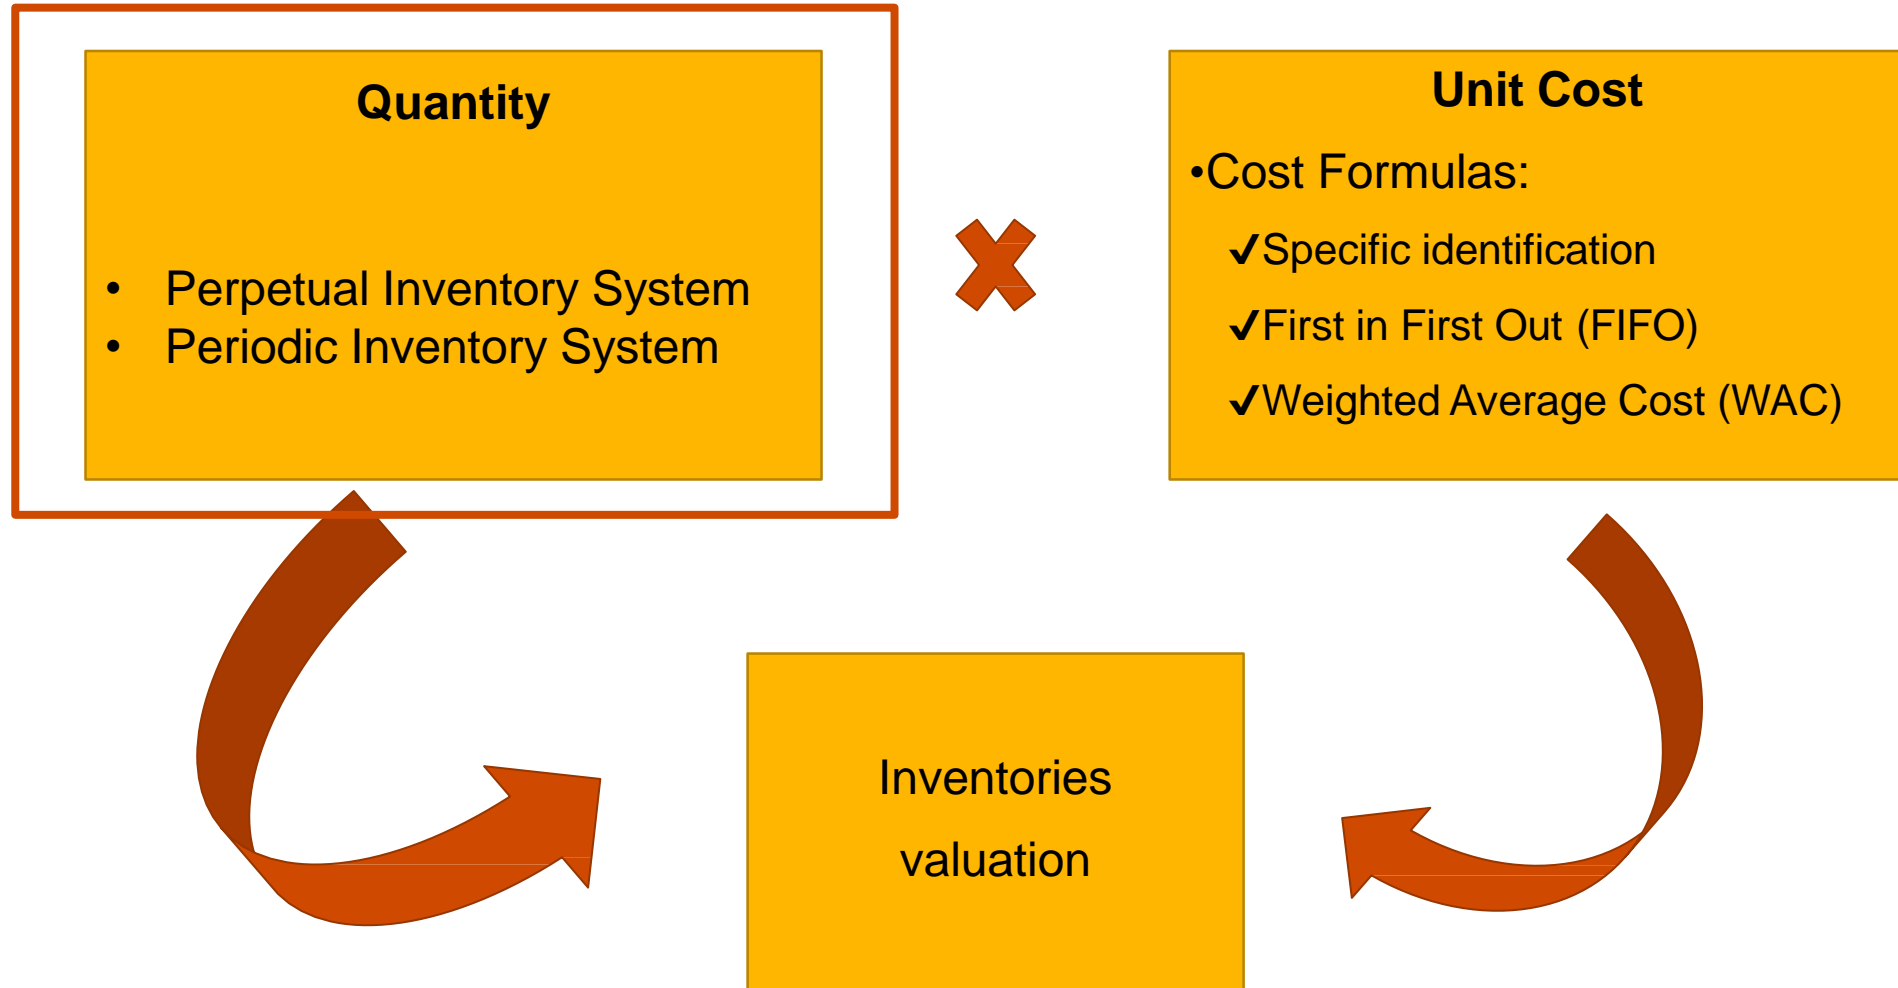 Quantity
• Perpetual Inventory System
• Periodic Inventory System
Unit Cost
•Cost Formulas:
✓Specific identification
✓First in First Out (FIFO)
✓Weighted Average Cost (WAC)
Inventories
valuation